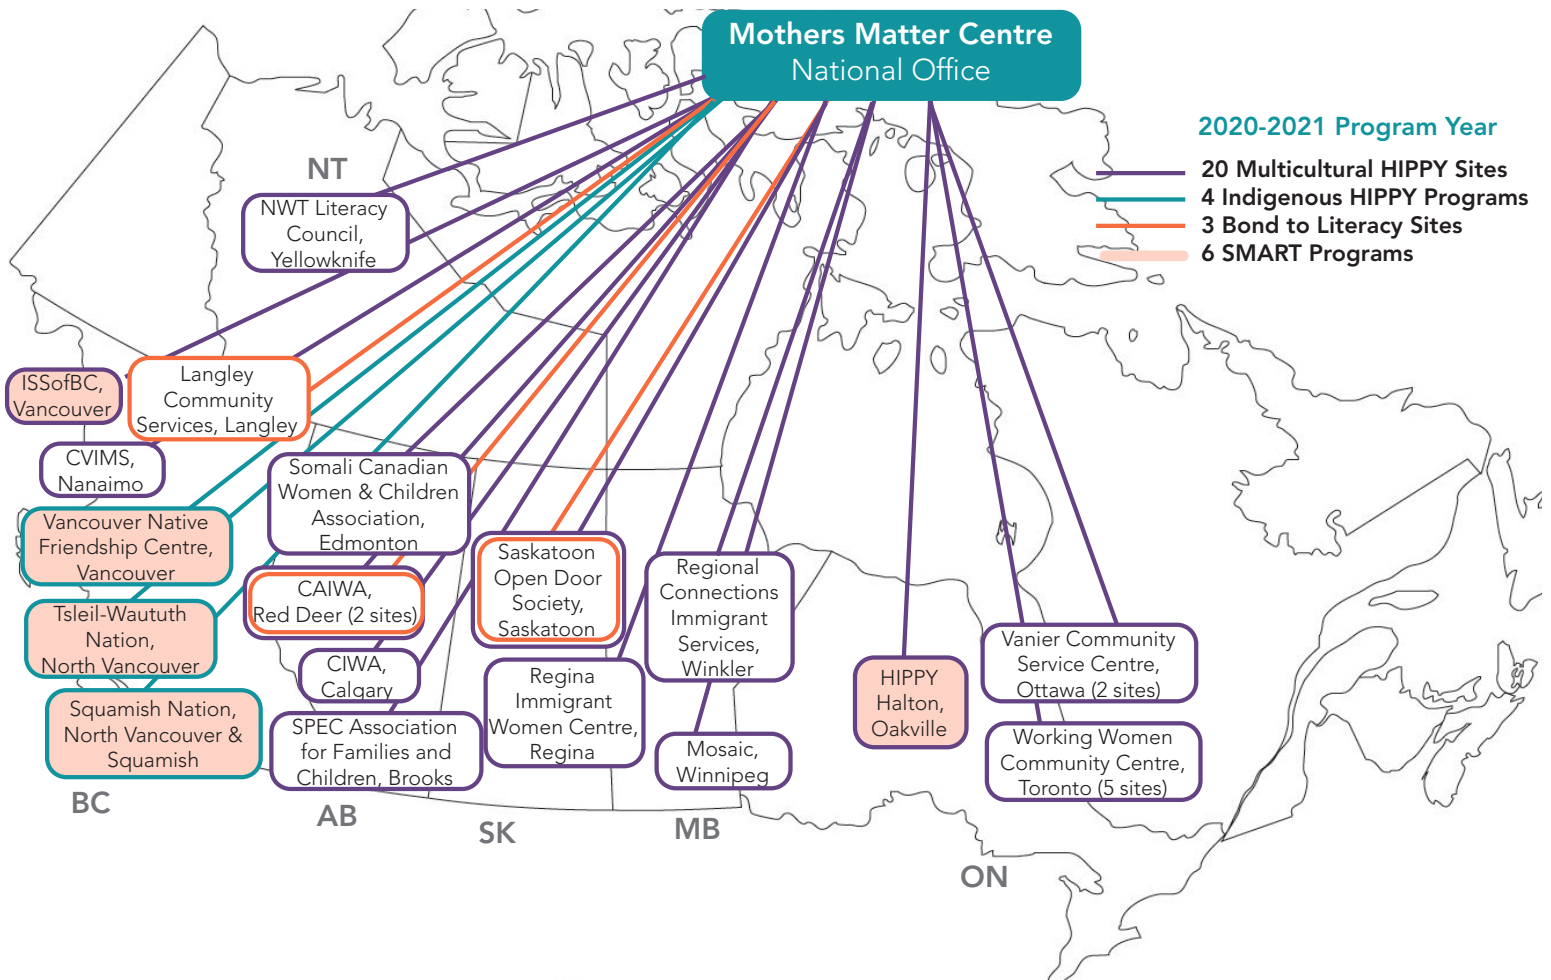 Mothers Matter Centre
National Office
2020-2021 Program Year
20 Multicultural HIPPY Sites
4 Indigenous HIPPY Programs
3 Bond to Literacy Sites
6 SMART Programs
NT
NWT Literacy
Council,
Yellowknife
ISSofBC,
Vancouver
Langley
Community
Services, Langley
CVIMS,
Nanaimo
Vancouver Native
Friendship Centre,
Vancouver
Tsleil-Waututh
Nation,
North Vancouver
Squamish Nation,
North Vancouver &
Squamish
BC
Somali Canadian
Women & Children
Association,
Edmonton
CAIWA,
Red Deer (2 sites)
CIWA,
Calgary
SPEC Association
for Families and
Children, Brooks
AB
Saskatoon
Open Door
Society,
Saskatoon
Regina
Immigrant
Women Centre,
Regina
SK
Regional
Connections
Immigrant
Services,
Winkler
Mosaic,
Winnipeg
MB
HIPPY
Halton,
Oakville
Vanier Community
Service Centre,
Ottawa (2 sites)
Working Women
Community Centre,
Toronto (5 sites)
ON